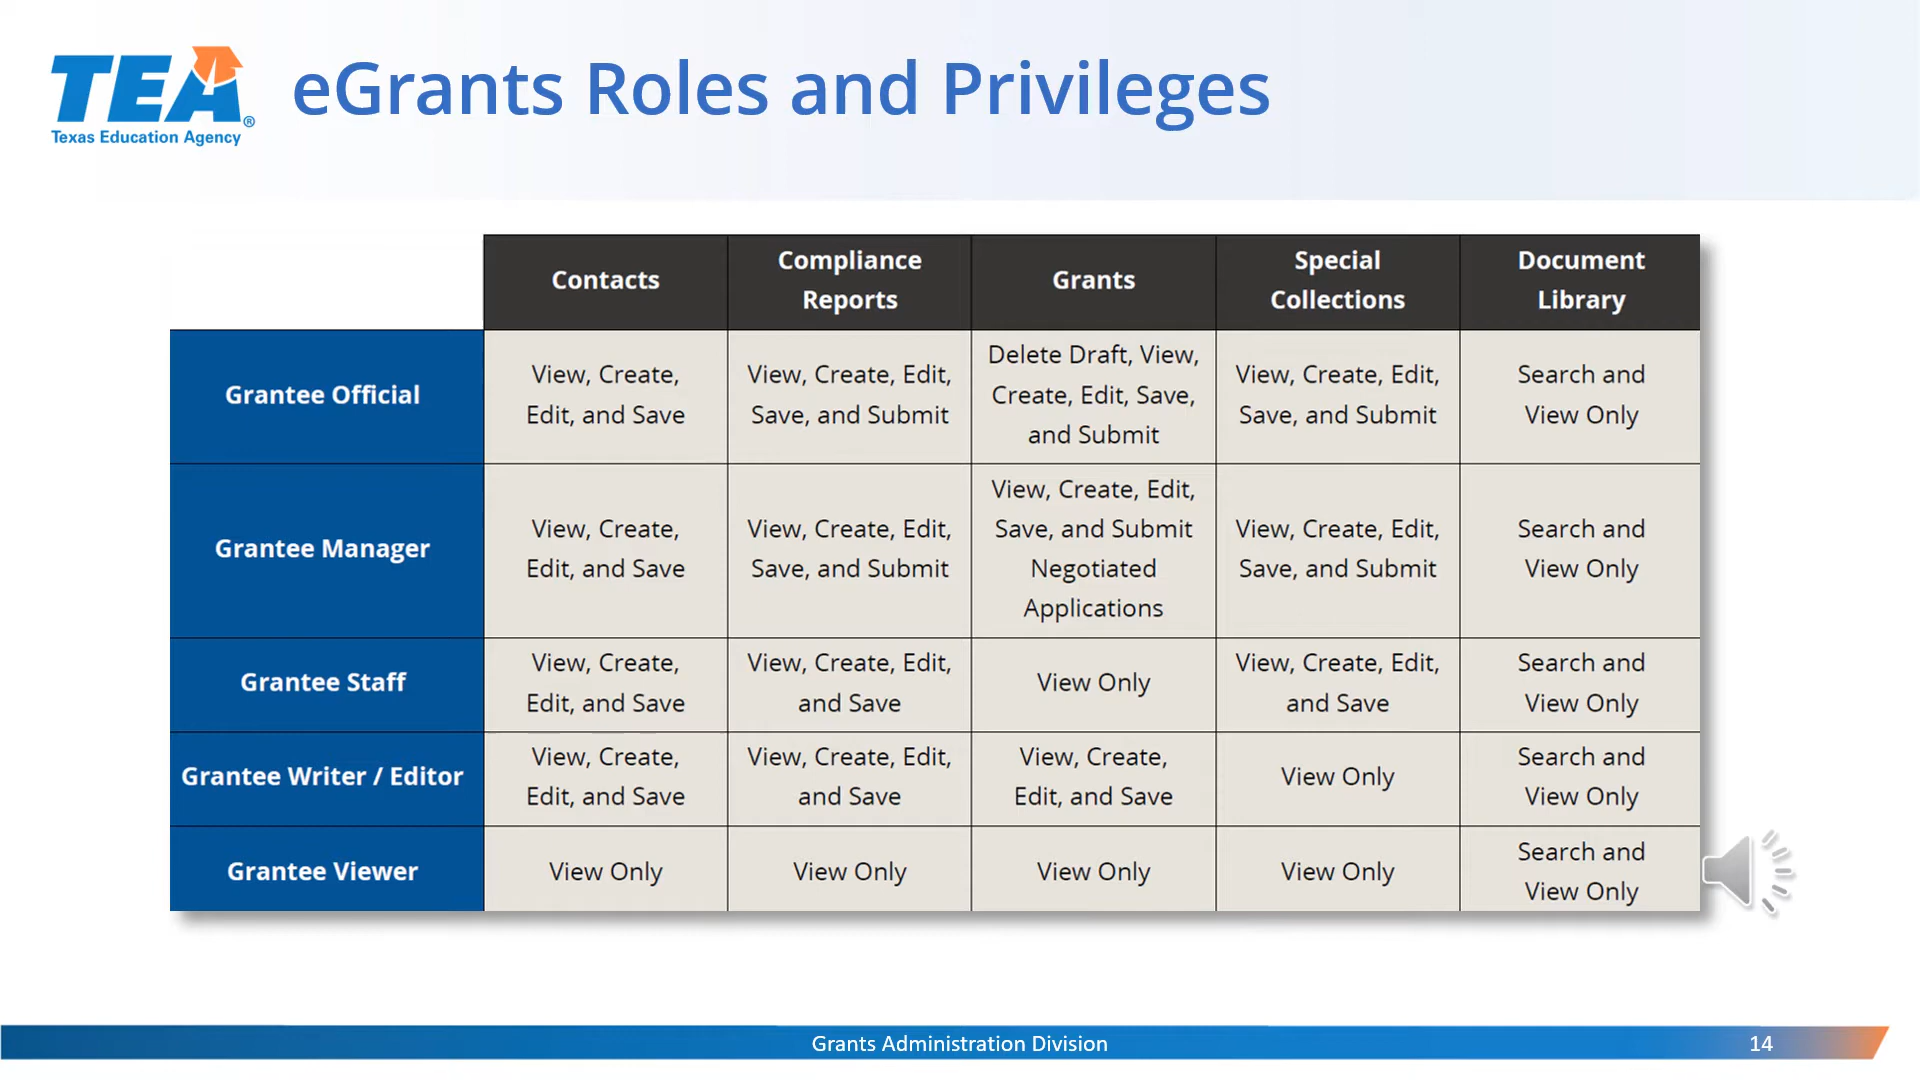 TEA®
Texas Education Agency
eGrants Roles and Privileges
Contacts
Compliance
Reports
Grants
Special
Collections
Document
Library
Grantee Official
View, Create,
Edit, and Save
View, Create, Edit,
Save, and Submit
Delete Draft, View,
Create, Edit, Save,
and Submit
View, Create, Edit,
Save, and Submit
Search and
View Only
Grantee Manager
View, Create,
Edit, and Save
View, Create, Edit,
Save, and Submit
View, Create, Edit,
Save, and Submit
Negotiated
Applications
View, Create, Edit,
Save, and Submit
Search and
View Only
Grantee Staff
View, Create,
Edit, and Save
View, Create, Edit,
and Save
View Only
View, Create, Edit,
and Save
Search and
View Only
Grantee Writer / Editor
View, Create,
Edit, and Save
View, Create, Edit,
and Save
View, Create,
Edit, and Save
View Only
Search and
View Only
Grantee Viewer
View Only
View Only
View Only
View Only
Search and
View Only
Grants Administration Division
14